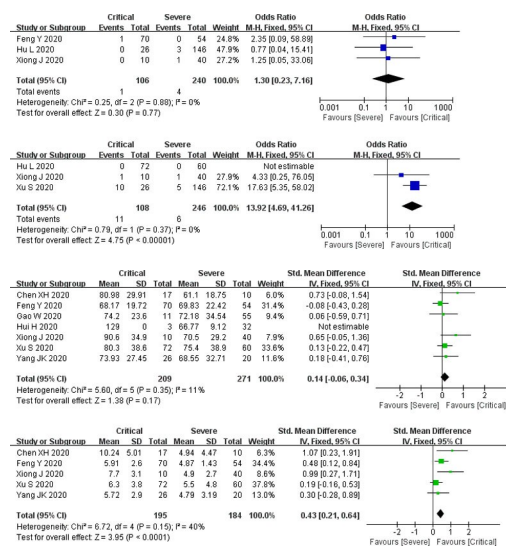 Critical Severe Odds Ratio Odds Ratio
Study or Subgroup Events Total Events Total Weight M-H, Fixed, 95% CI M-H, Fixed, 95% CI
Feng Y 2020 1 70 0 54 24.8% 2.35 [0.09, 58.89]
Hu L 2020 0 26 3 146 48.0% 0.77 [0.04, 15.41]
Xiong J 2020 0 10 1 40 27.2% 1.25 [0.05, 33.06]
Total (95% CI) 106 240 100.0% 1.30 [0.23, 7.16]
Total events 1 4
Heterogeneity: Chi² = 0.25, df = 2 (P = 0.88); I² = 0%
Test for overall effect: Z = 0.30 (P = 0.77)
0.001 0.1 1 10 1000
Favours [Severe] Favours [Critical]
Critical Severe Odds Ratio Odds Ratio
Study or Subgroup Events Total Events Total Weight M-H, Fixed, 95% CI M-H, Fixed, 95% CI
Hu L 2020 0 72 0 60 Not estimable
Xiong J 2020 1 10 1 40 27.9% 4.33 [0.25, 76.05]
Xu S 2020 10 26 5 146 72.1% 17.63 [5.35, 58.02]
Total (95% CI) 108 246 100.0% 13.92 [4.69, 41.26]
Total events 11 6
Heterogeneity: Chi² = 0.79, df = 1 (P = 0.37); I² = 0%
Test for overall effect: Z = 4.75 (P < 0.00001)
0.001 0.1 1 10 1000
Favours [Severe] Favours [Critical]
Critical Severe Std. Mean Difference Std. Mean Difference
Study or Subgroup Mean SD Total Mean SD Total Weight IV, Fixed, 95% CI IV, Fixed, 95% CI
Chen XH 2020 80.98 29.91 17 61.1 18.75 10 6.0% 0.73 [-0.08, 1.54]
Feng Y 2020 68.17 19.72 70 69.83 22.42 54 31.4% -0.08 [-0.43, 0.28]
Gao W 2020 74.2 23.6 11 72.18 34.54 55 9.4% 0.06 [-0.59, 0.71]
Hui H 2020 129 0 3 66.77 9.12 32 Not estimable
Xiong J 2020 90.6 34.9 10 70.5 29.2 40 8.0% 0.65 [-0.05, 1.36]
Xu S 2020 80.3 38.6 72 75.4 38.9 60 33.6% 0.13 [-0.22, 0.47]
Yang JK 2020 73.93 27.45 26 68.55 32.71 20 11.6% 0.18 [-0.41, 0.76]
Total (95% CI) 209 271 100.0% 0.14 [-0.06, 0.34]
Heterogeneity: Chi² = 5.60, df = 5 (P = 0.35); I² = 11%
Test for overall effect: Z = 1.38 (P = 0.17)
-2 -1 0 1 2
Favours [Severe] Favours [Critical]
Critical Severe Std. Mean Difference Std. Mean Difference
Study or Subgroup Mean SD Total Mean SD Total Weight IV, Fixed, 95% CI IV, Fixed, 95% CI
Chen XH 2020 10.24 5.01 17 4.94 4.47 10 6.3% 1.07 [0.23, 1.91]
Feng Y 2020 5.91 2.6 70 4.87 1.43 54 34.4% 0.48 [0.12, 0.84]
Xiong J 2020 7.7 3.1 10 4.9 2.7 40 8.6% 0.99 [0.27, 1.71]
Xu S 2020 6.3 3.8 72 5.5 4.8 60 37.7% 0.19 [-0.16, 0.53]
Yang JK 2020 5.72 2.9 26 4.79 3.19 20 13.0% 0.30 [-0.28, 0.89]
Total (95% CI) 195 184 100.0% 0.43 [0.21, 0.64]
Heterogeneity: Chi² = 6.72, df = 4 (P = 0.15); I² = 40%
Test for overall effect: Z = 3.95 (P < 0.0001)
-4 -2 0 2 4
Favours [Severe] Favours [Critical]